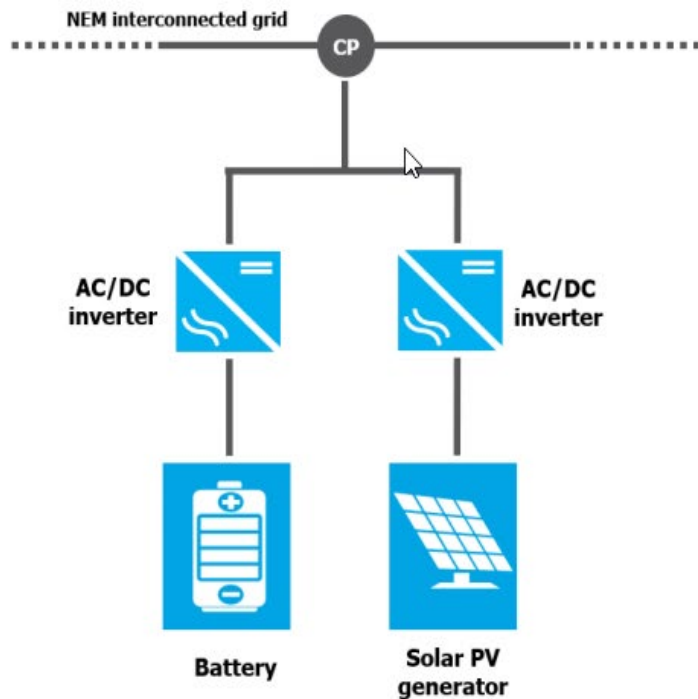 NEM interconnected grid
CP
AC/DC
inverter
AC/DC
inverter
Battery
Solar PV
generator